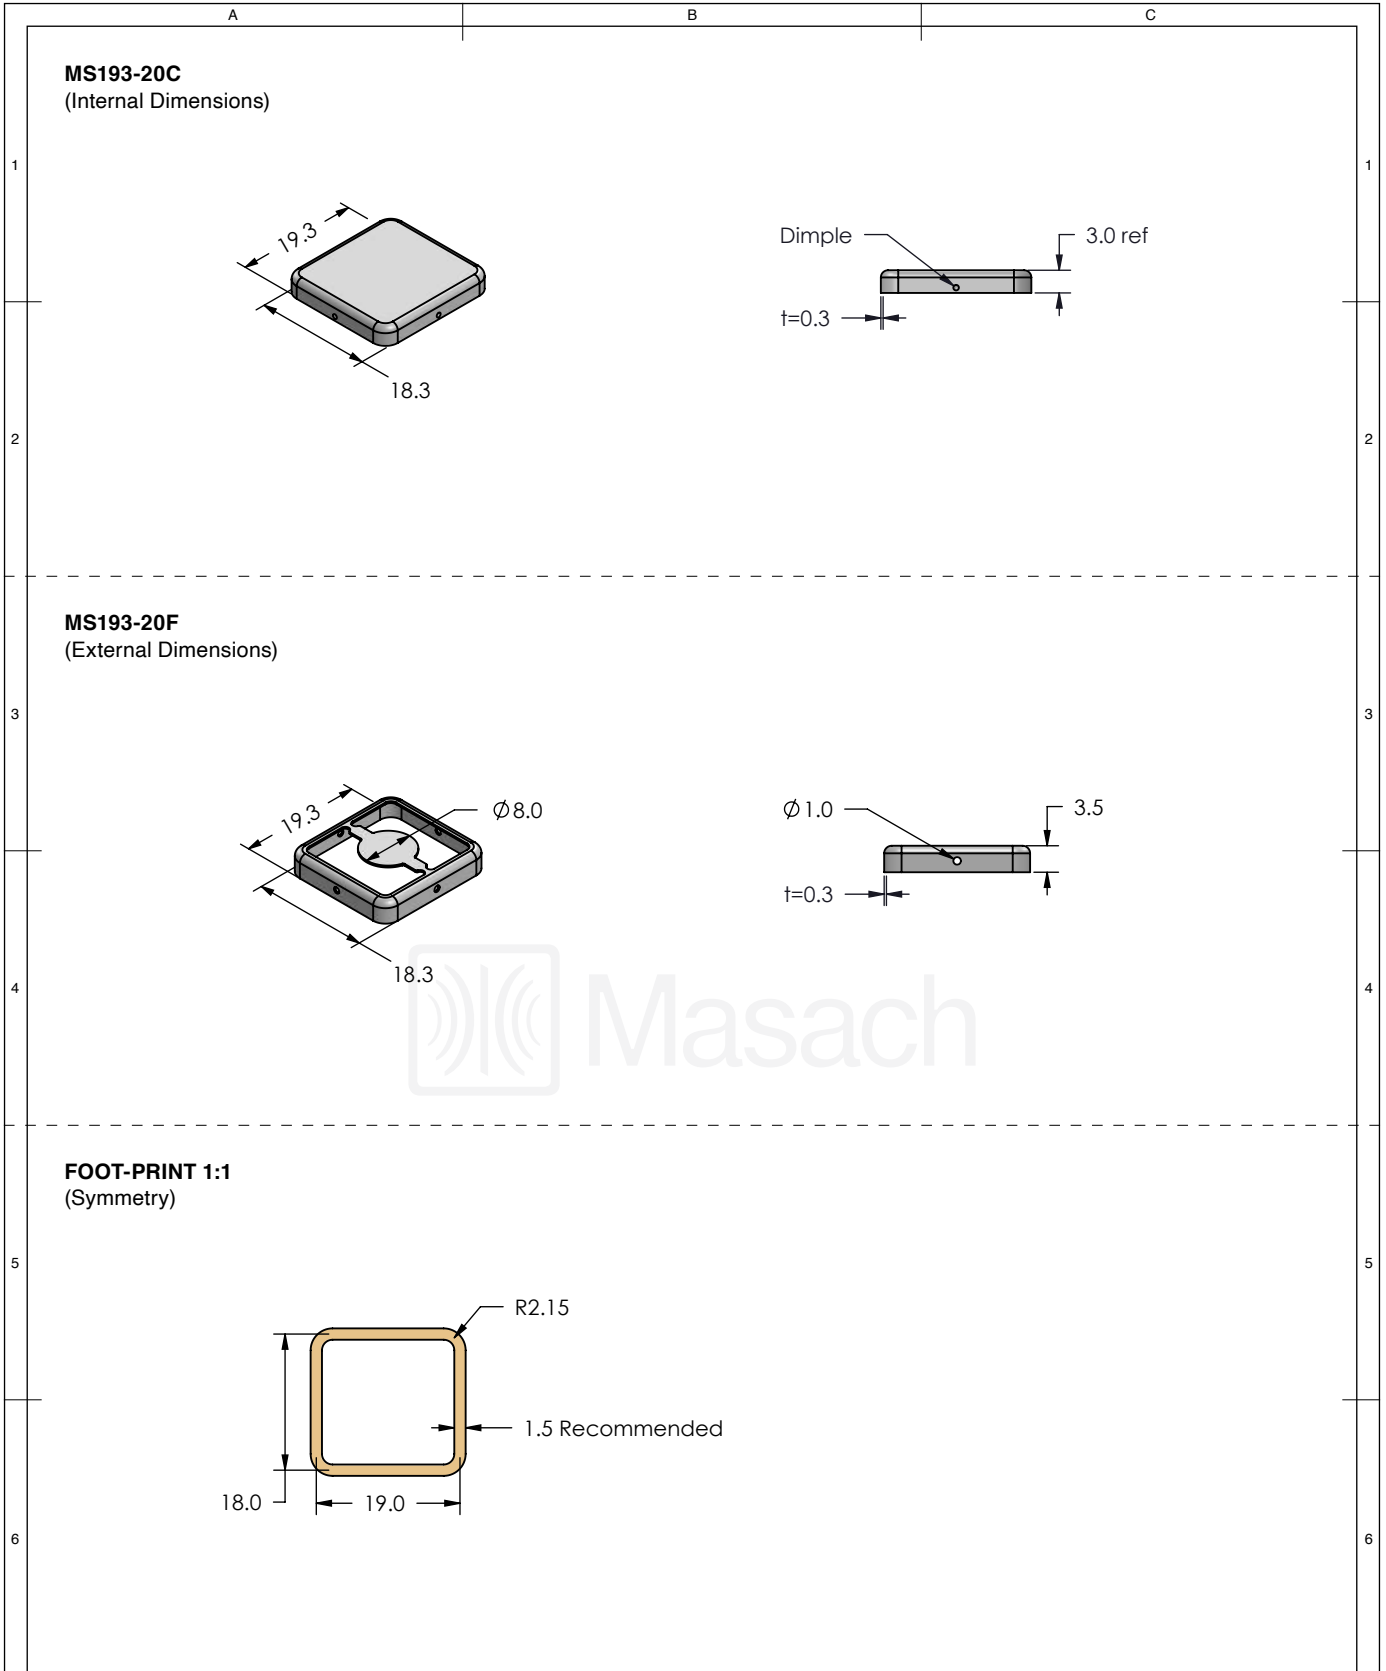 A B C
MS193-20C
(Internal Dimensions)
1 1
19.3
18.3
Dimple
3.0 ref
t=0.3
2 2
MS193-20F
(External Dimensions)
3 3
19.3
Ø8.0
18.3
Ø1.0
3.5
t=0.3
Masach
4 4
FOOT-PRINT 1:1
(Symmetry)
5 5
R2.15
1.5 Recommended
18.0
19.0
6 6